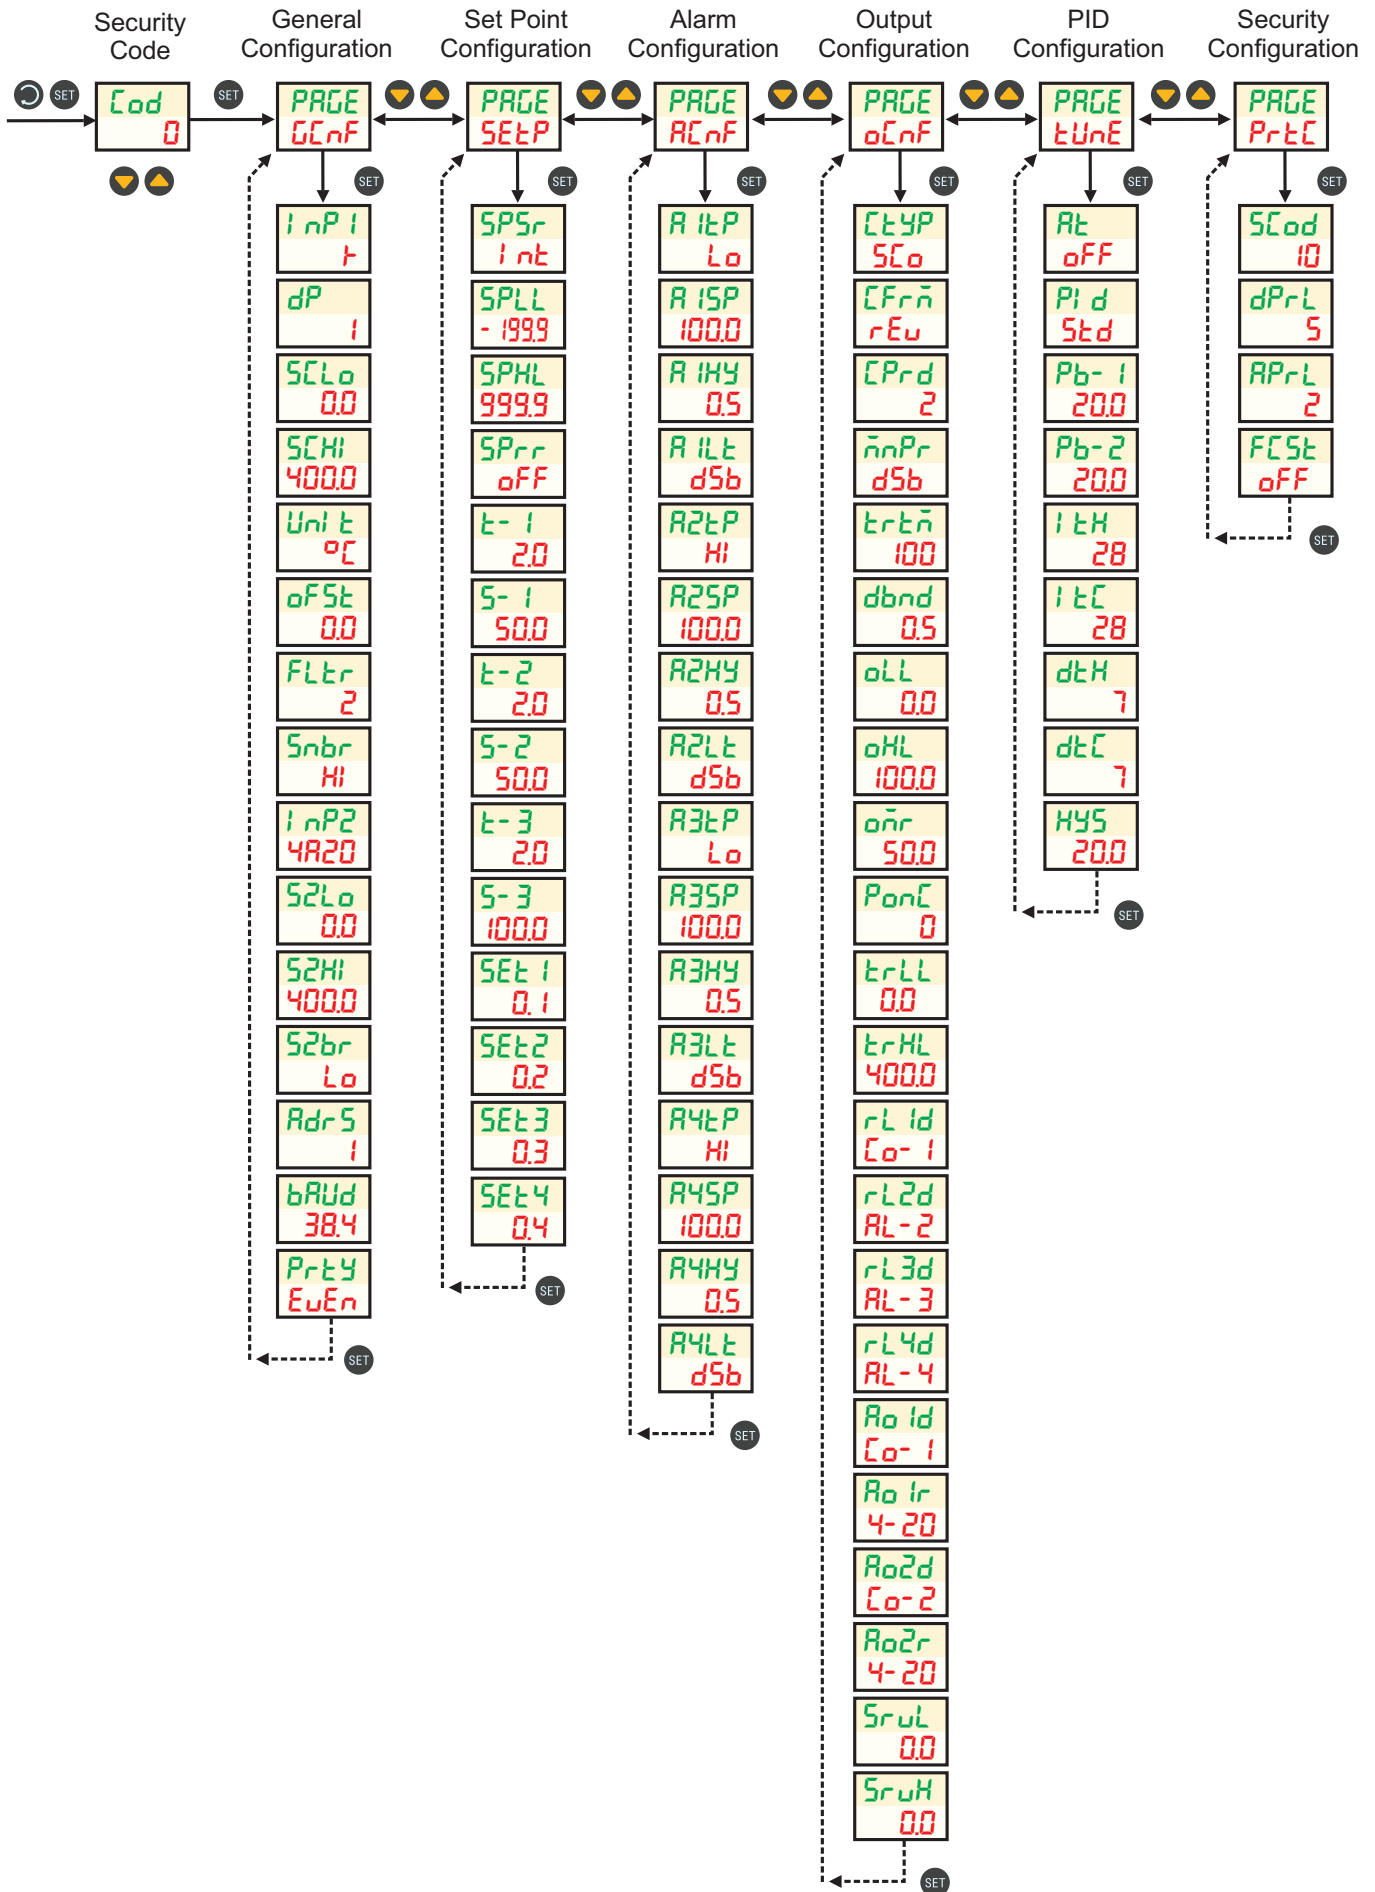 Security
Code
General
Configuration
Set Point
Configuration
Alarm
Configuration
Output
Configuration
PID
Configuration
Security
Configuration
SET
Cod
0
SET
PAGE
GCnF
SET
InP1
t
dP
1
SCLo
0.0
SCHI
400.0
UnIt
°C
oFSt
0.0
FLtr
2
Snbr
HI
InP2
4A20
S2Lo
0.0
S2HI
400.0
S2br
Lo
AdrS
1
bAUd
38.4
PrtY
EvEn
SET
PAGE
SEtP
SET
SPSr
Int
SPLL
-199.9
SPHL
999.9
SPrr
oFF
t-1
2.0
S-1
50.0
t-2
2.0
S-2
50.0
t-3
2.0
S-3
100.0
SEt1
0.1
SEt2
0.2
SEt3
0.3
SEt4
0.4
SET
PAGE
ACnF
SET
A1tP
Lo
A1SP
100.0
A1HY
0.5
A1Lt
dSb
A2tP
HI
A2SP
100.0
A2HY
0.5
A2Lt
dSb
A3tP
Lo
A3SP
100.0
A3HY
0.5
A3Lt
dSb
A4tP
HI
A4SP
100.0
A4HY
0.5
A4Lt
dSb
SET
PAGE
oCnF
SET
CtYP
SCo
CFrm
rEv
CPrd
2
mnPr
dSb
trtm
100
dbnd
0.5
oLL
0.0
oHL
100.0
omr
50.0
PonC
0
trLL
0.0
trHL
400.0
rL1d
Co-1
rL2d
AL-2
rL3d
AL-3
rL4d
AL-4
Ao1d
Co-1
Ao1r
4-20
Ao2d
Co-2
Ao2r
4-20
SrvL
0.0
SrvH
0.0
SET
PAGE
tUnE
SET
At
oFF
PId
Std
Pb-1
20.0
Pb-2
20.0
ItH
28
ItC
28
dtH
7
dtC
7
HYS
20.0
SET
PAGE
PrtC
SET
SCod
10
dPrL
5
APrL
2
FCSt
oFF
SET